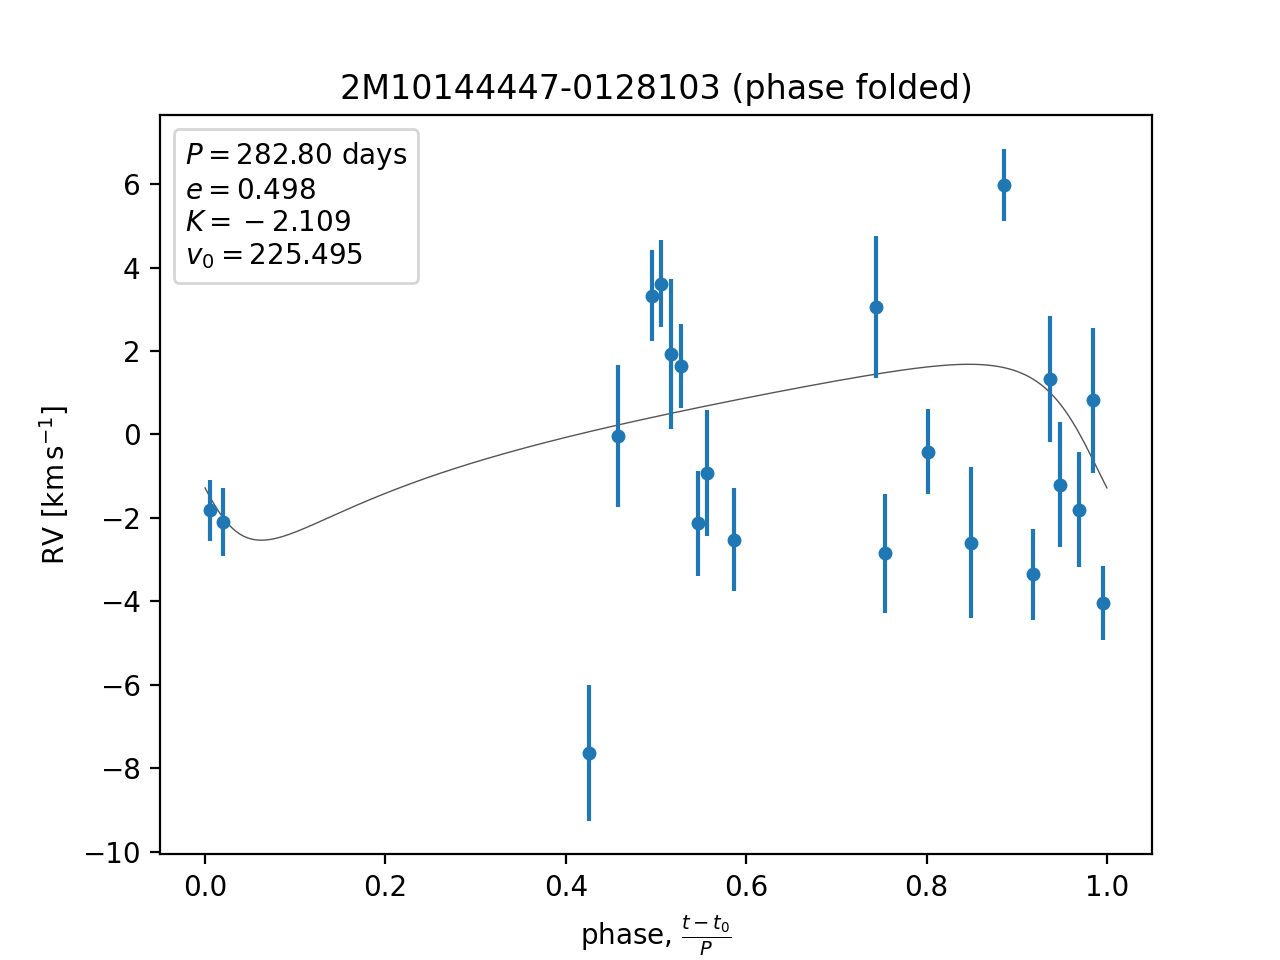 2M10144447-0128103 (phase folded)
P = 282.80 days
e = 0.498
K = −2.109
v₀ = 225.495
RV [km s⁻¹]
6
4
2
0
−2
−4
−6
−8
−10
0.0 0.2 0.4 0.6 0.8 1.0
phase, (t − t₀)/P